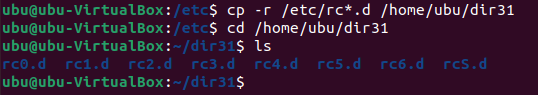 ubu@ubu-VirtualBox:/etc$ cp -r /etc/rc*.d /home/ubu/dir31
ubu@ubu-VirtualBox:/etc$ cd /home/ubu/dir31
ubu@ubu-VirtualBox:~/dir31$ ls
rc0.d  rc1.d  rc2.d  rc3.d  rc4.d  rc5.d  rc6.d  rcS.d
ubu@ubu-VirtualBox:~/dir31$